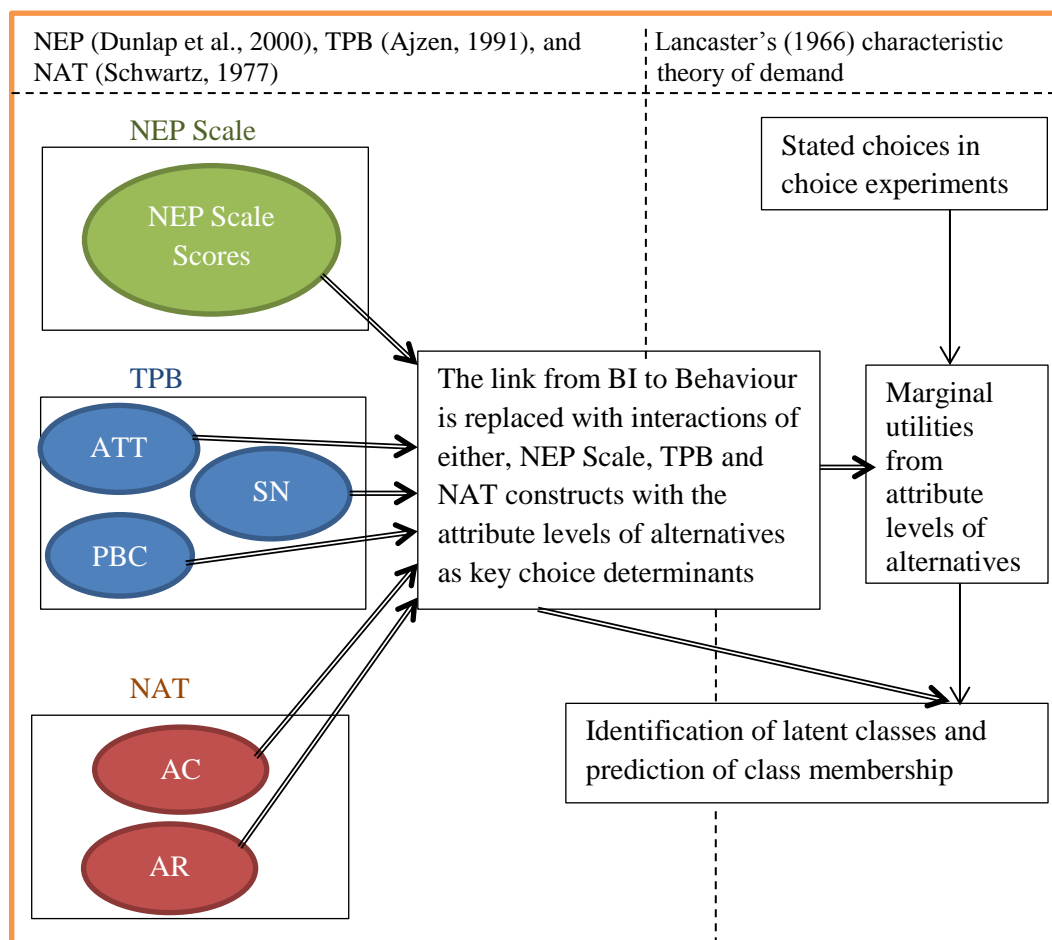 NEP (Dunlap et al., 2000), TPB (Ajzen, 1991), and
NAT (Schwartz, 1977)
Lancaster’s (1966) characteristic
theory of demand
NEP Scale
NEP Scale
Scores
Stated choices in
choice experiments
TPB
ATT
SN
PBC
The link from BI to Behaviour
is replaced with interactions of
either, NEP Scale, TPB and
NAT constructs with the
attribute levels of alternatives
as key choice determinants
Marginal
utilities
from
attribute
levels of
alternatives
NAT
AC
AR
Identification of latent classes and
prediction of class membership